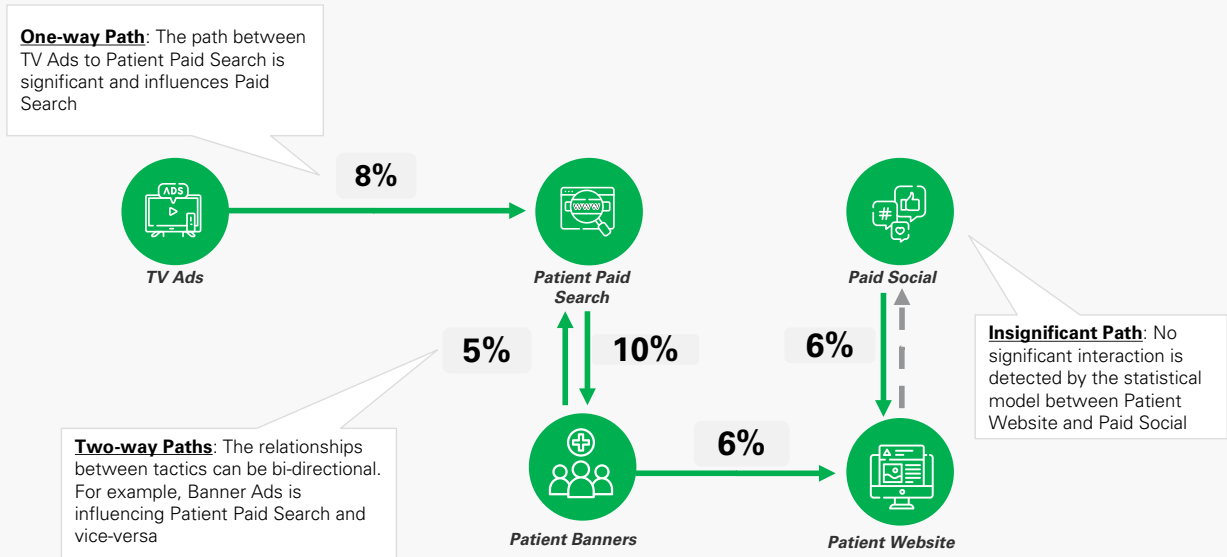 One-way Path: The path between
TV Ads to Patient Paid Search is
significant and influences Paid
Search
8%
ADS
TV Ads
www
Patient Paid
Search
#
Paid Social
5%
10%
6%
Insignificant Path: No
significant interaction is
detected by the statistical
model between Patient
Website and Paid Social
Two-way Paths: The relationships
between tactics can be bi-directional.
For example, Banner Ads is
influencing Patient Paid Search and
vice-versa
6%
Patient Banners
Patient Website